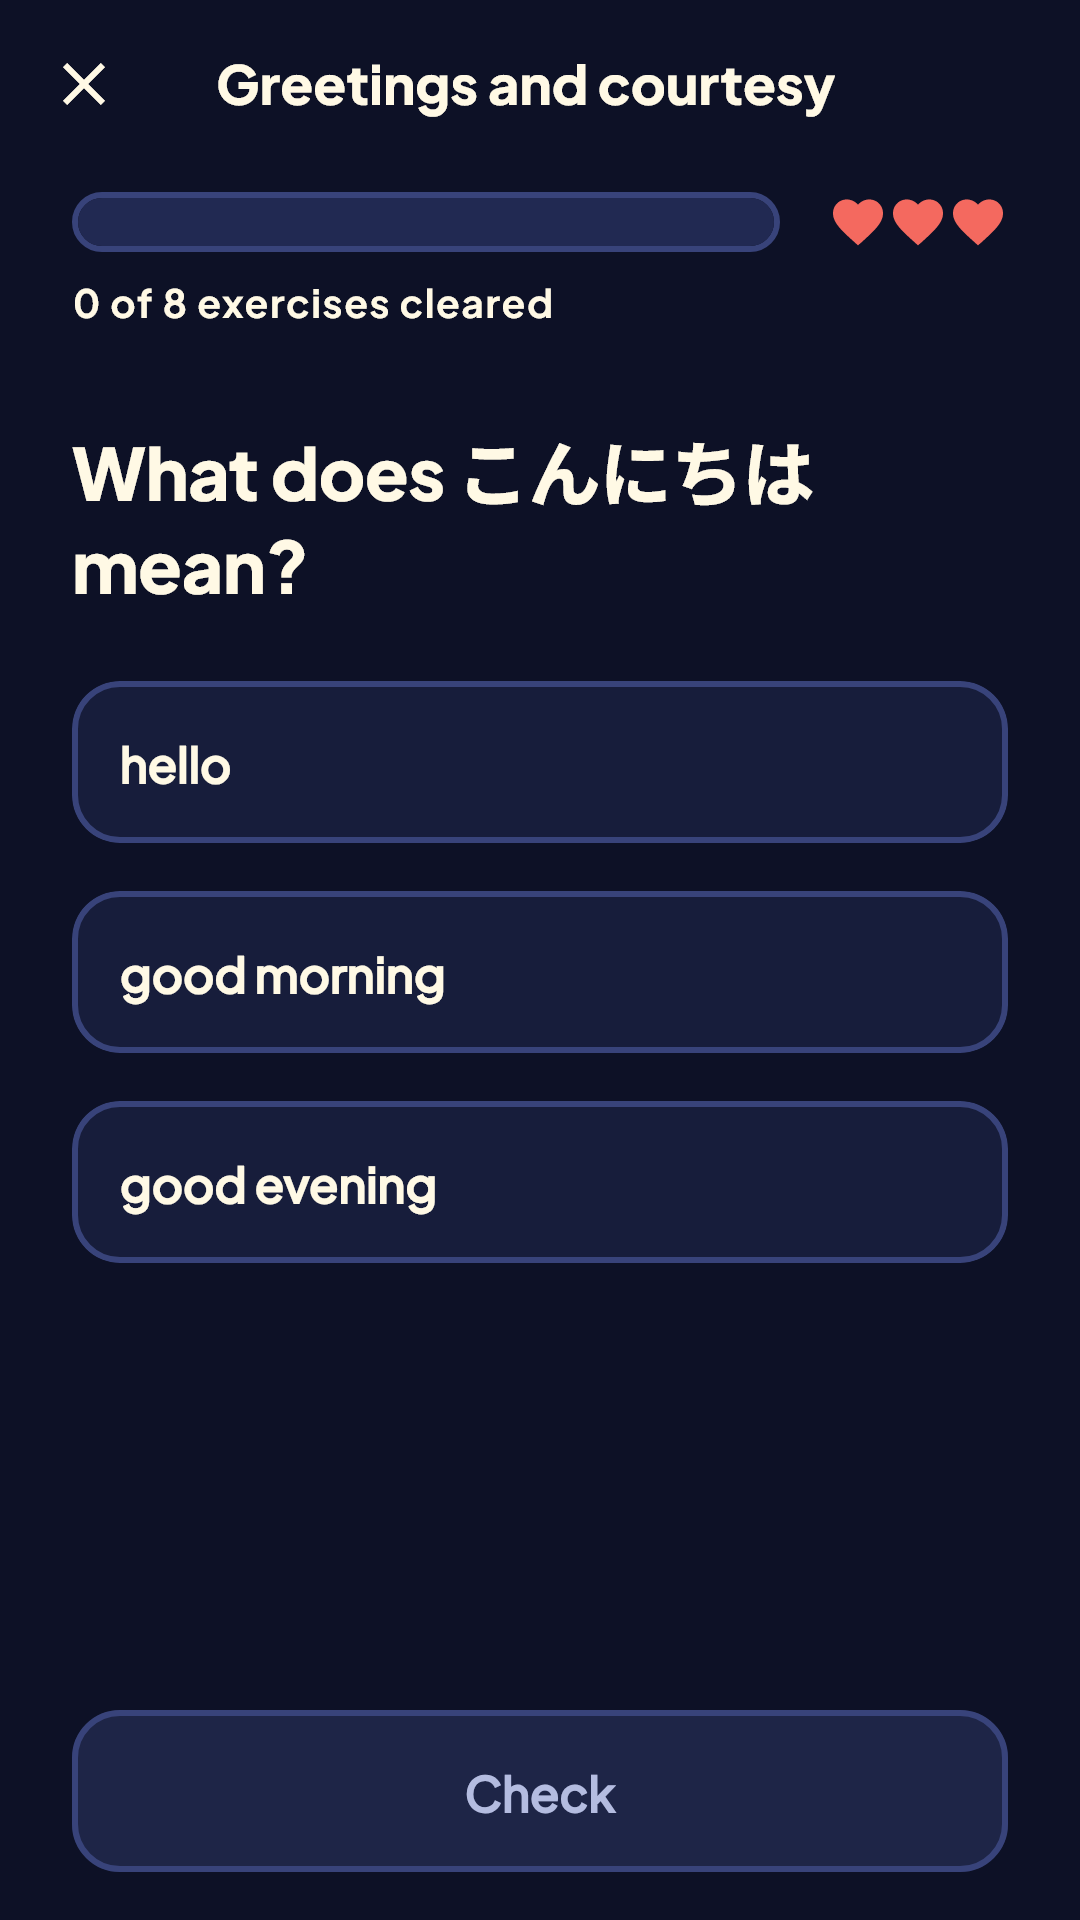 Greetings and courtesy
0 of 8 exercises cleared
What does こんにちは
mean?
hello
good morning
good evening
Check